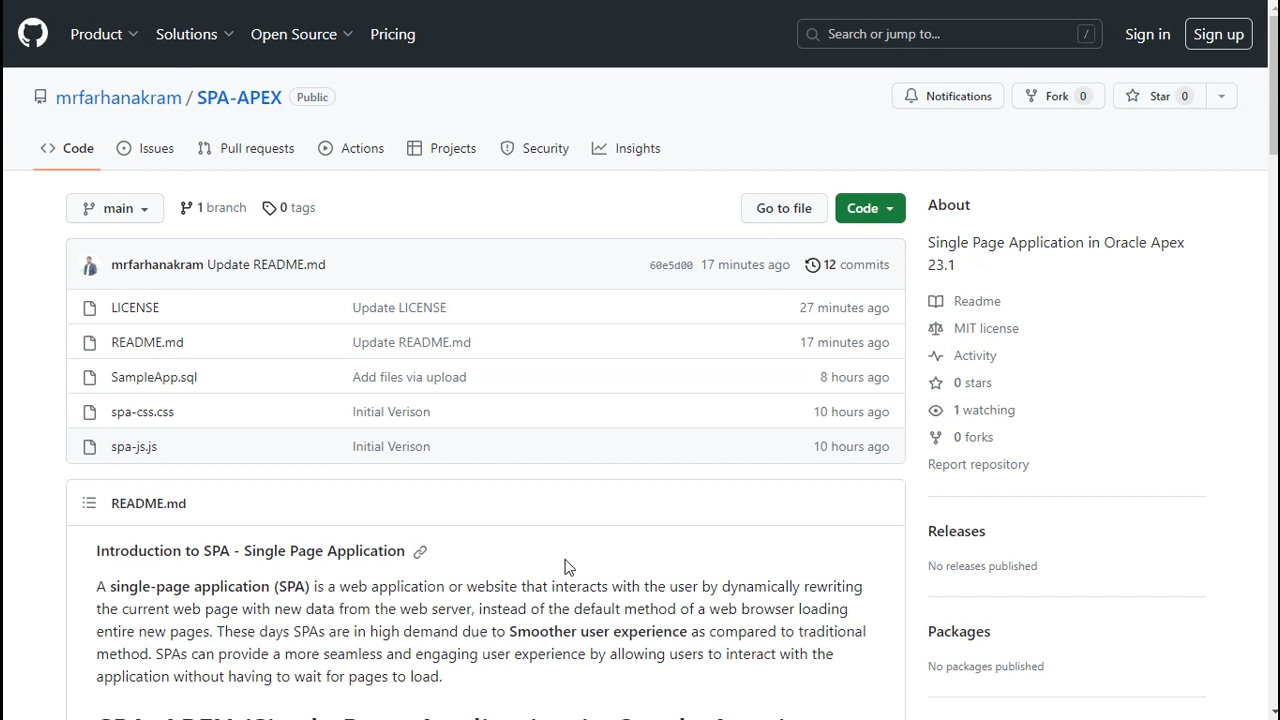 Product Solutions Open Source Pricing Search or jump to... / Sign in Sign up
mrfarhanakram / SPA-APEX Public Notifications Fork 0 Star 0
Code Issues Pull requests Actions Projects Security Insights
main 1 branch 0 tags Go to file Code
About
Single Page Application in Oracle Apex
23.1
mrfarhanakram Update README.md 60e5d00 17 minutes ago 12 commits
LICENSE Update LICENSE 27 minutes ago
README.md Update README.md 17 minutes ago
SampleApp.sql Add files via upload 8 hours ago
spa-css.css Initial Verison 10 hours ago
spa-js.js Initial Verison 10 hours ago
Readme
MIT license
Activity
0 stars
1 watching
0 forks
Report repository
README.md
Introduction to SPA - Single Page Application
A single-page application (SPA) is a web application or website that interacts with the user by dynamically rewriting
the current web page with new data from the web server, instead of the default method of a web browser loading
entire new pages. These days SPAs are in high demand due to Smoother user experience as compared to traditional
method. SPAs can provide a more seamless and engaging user experience by allowing users to interact with the
application without having to wait for pages to load.
Releases
No releases published
Packages
No packages published